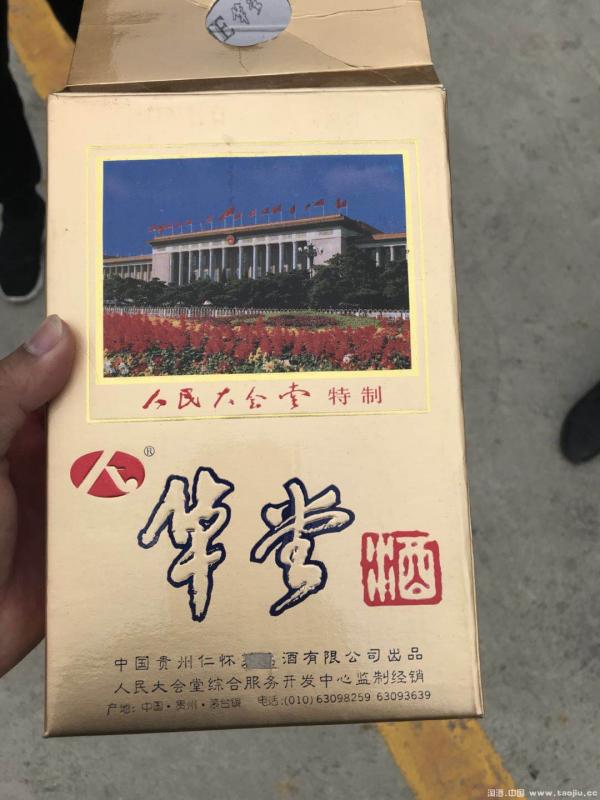 人民大会堂 特制
®
华堂 酒
中国贵州仁怀酒有限公司出品
人民大会堂综合服务开发中心监制经销
产地:中国·贵州·茅台镇 电话:(010)63098259 63093639
淘酒.中国 www.taojiu.cc